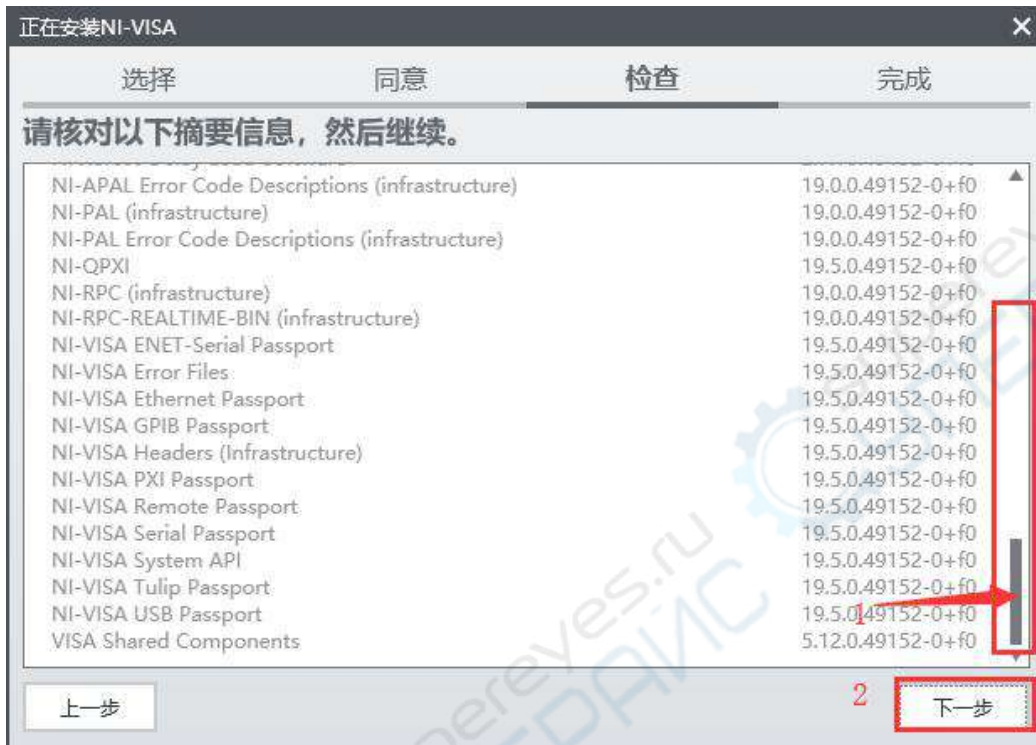 正在安装NI-VISA
选择 同意 检查 完成
请核对以下摘要信息，然后继续。
NI-APAL Error Code Descriptions (infrastructure) 19.0.0.49152-0+f0
NI-PAL (infrastructure) 19.0.0.49152-0+f0
NI-PAL Error Code Descriptions (infrastructure) 19.0.0.49152-0+f0
NI-QPXI 19.5.0.49152-0+f0
NI-RPC (infrastructure) 19.0.0.49152-0+f0
NI-RPC-REALTIME-BIN (infrastructure) 19.0.0.49152-0+f0
NI-VISA ENET-Serial Passport 19.5.0.49152-0+f0
NI-VISA Error Files 19.5.0.49152-0+f0
NI-VISA Ethernet Passport 19.5.0.49152-0+f0
NI-VISA GPIB Passport 19.5.0.49152-0+f0
NI-VISA Headers (Infrastructure) 19.5.0.49152-0+f0
NI-VISA PXI Passport 19.5.0.49152-0+f0
NI-VISA Remote Passport 19.5.0.49152-0+f0
NI-VISA Serial Passport 19.5.0.49152-0+f0
NI-VISA System API 19.5.0.49152-0+f0
NI-VISA Tulip Passport 19.5.0.49152-0+f0
NI-VISA USB Passport 19.5.0.49152-0+f0
1
VISA Shared Components 5.12.0.49152-0+f0
上一步 2 下一步